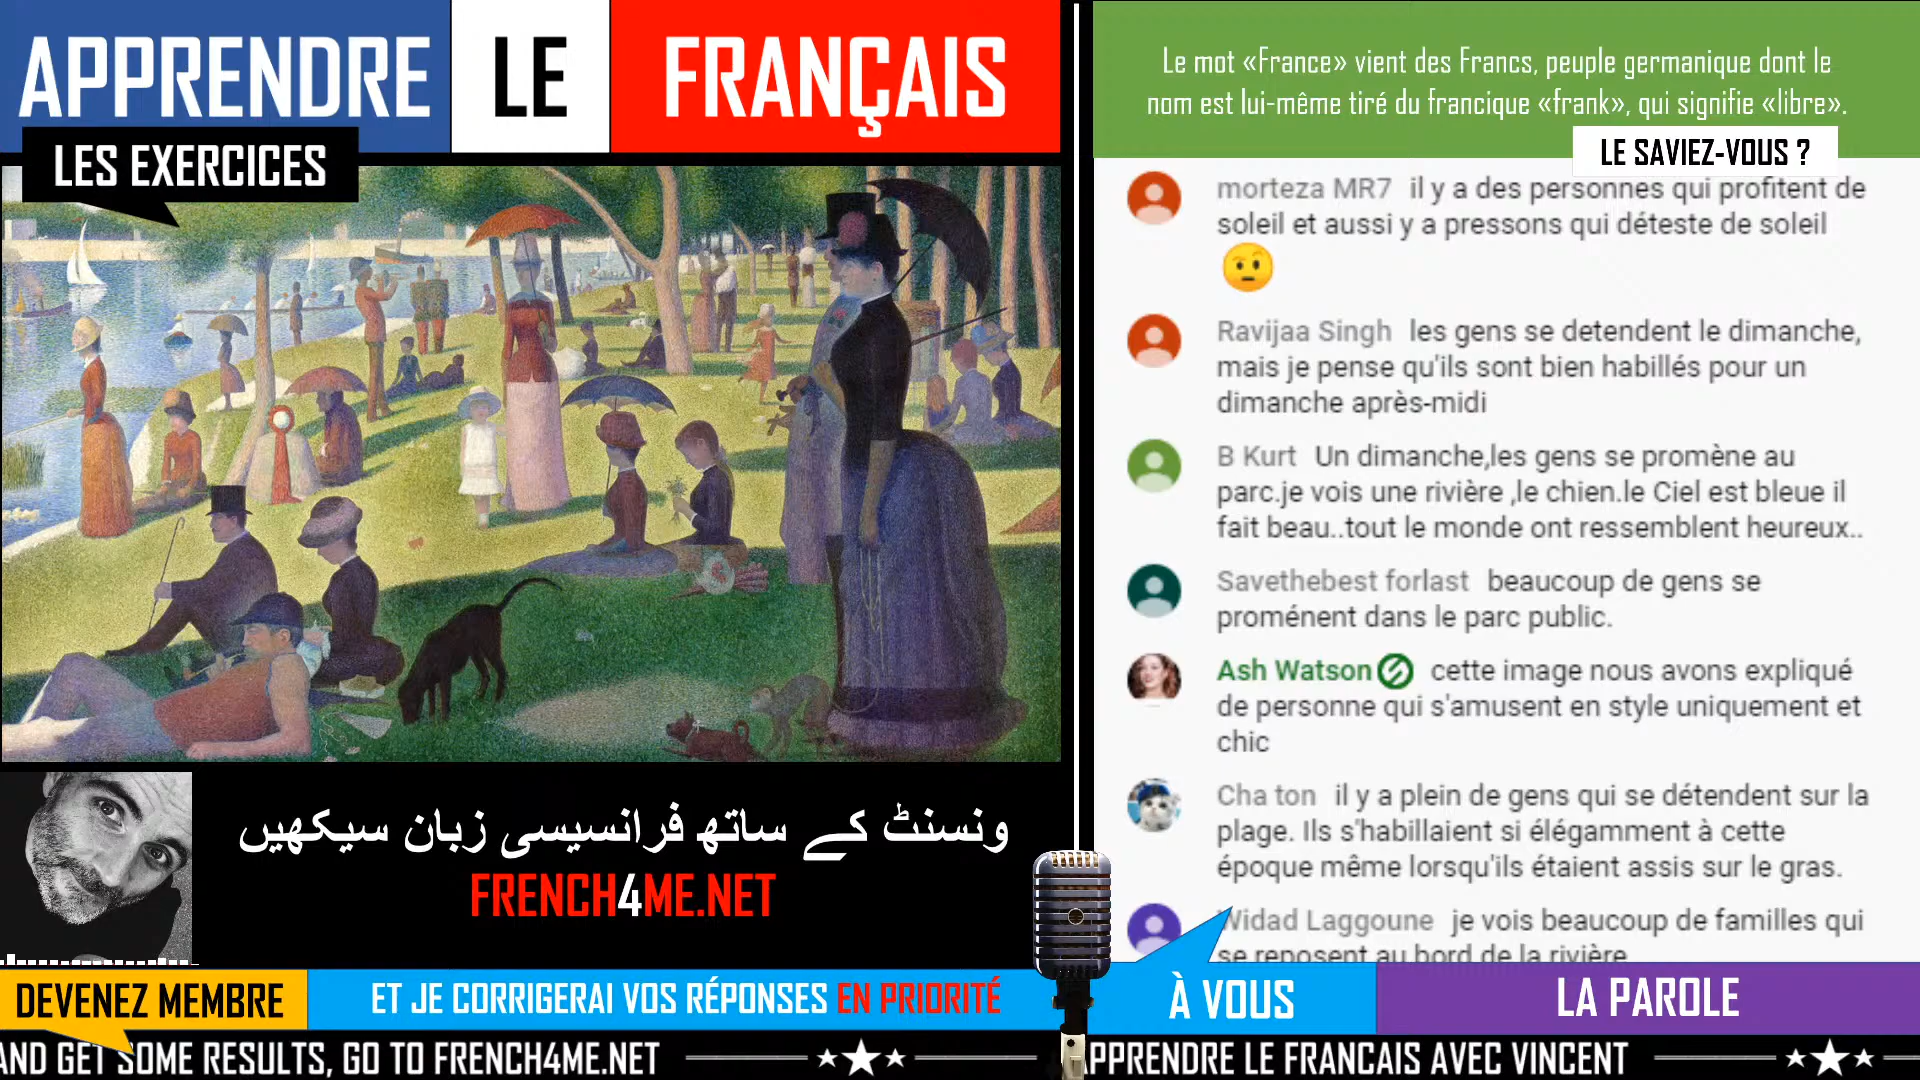 APPRENDRE LE FRANÇAIS
LES EXERCICES
Le mot «France» vient des Francs, peuple germanique dont le
nom est lui-même tiré du francique «frank», qui signifie «libre».
LE SAVIEZ-VOUS ?
morteza MR7 il y a des personnes qui profitent de
soleil et aussi y a pressons qui déteste de soleil
Ravijaa Singh les gens se detendent le dimanche,
mais je pense qu'ils sont bien habillés pour un
dimanche après-midi
B Kurt Un dimanche,les gens se promène au
parc.je vois une rivière ,le chien.le Ciel est bleue il
fait beau..tout le monde ont ressemblent heureux..
Savethebest forlast beaucoup de gens se
proménent dans le parc public.
Ash Watson cette image nous avons expliqué
de personne qui s'amusent en style uniquement et
chic
Cha ton il y a plein de gens qui se détendent sur la
plage. Ils s'habillaient si élégamment à cette
époque même lorsqu'ils étaient assis sur le gras.
Widad Laggoune je vois beaucoup de familles qui
se reposent au bord de la rivière
ونسنٹ کے ساتھ فرانسیسی زبان سیکھیں
FRENCH4ME.NET
DEVENEZ MEMBRE
ET JE CORRIGERAI VOS RÉPONSES EN PRIORITÉ
À VOUS
LA PAROLE
AND GET SOME RESULTS, GO TO FRENCH4ME.NET
APPRENDRE LE FRANCAIS AVEC VINCENT